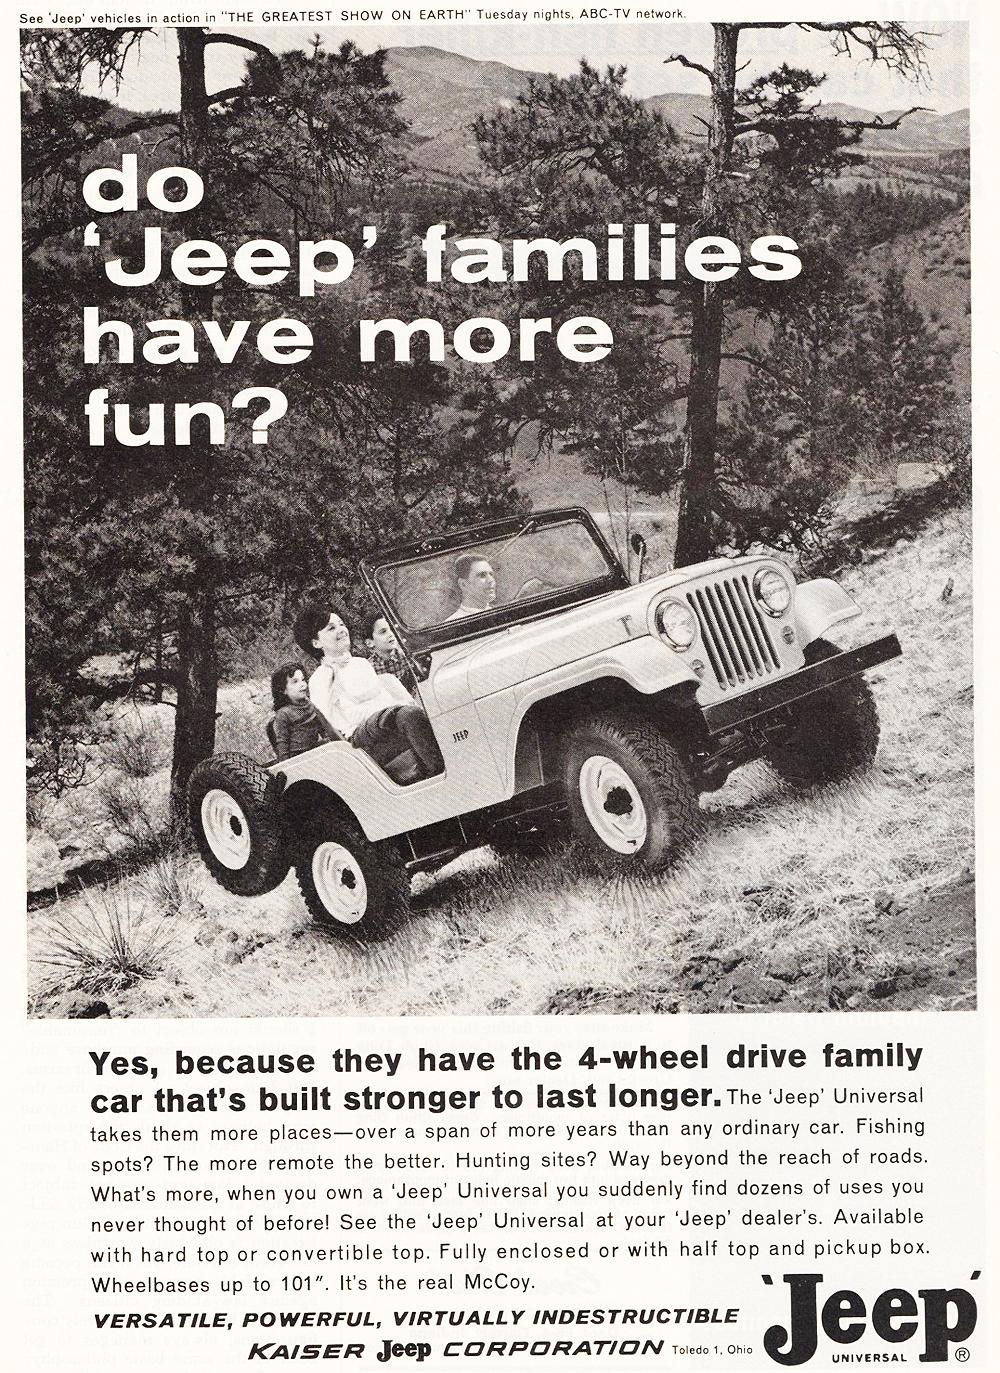 See 'Jeep' vehicles in action in "THE GREATEST SHOW ON EARTH" Tuesday nights, ABC-TV network.
do
'Jeep' families
have more
fun?
JEEP
Yes, because they have the 4-wheel drive family
car that's built stronger to last longer. The 'Jeep' Universal
takes them more places—over a span of more years than any ordinary car. Fishing
spots? The more remote the better. Hunting sites? Way beyond the reach of roads.
What's more, when you own a 'Jeep' Universal you suddenly find dozens of uses you
never thought of before! See the 'Jeep' Universal at your 'Jeep' dealer's. Available
with hard top or convertible top. Fully enclosed or with half top and pickup box.
Wheelbases up to 101″. It's the real McCoy.
VERSATILE, POWERFUL, VIRTUALLY INDESTRUCTIBLE
KAISER Jeep CORPORATION Toledo 1, Ohio
'Jeep'
UNIVERSAL ®